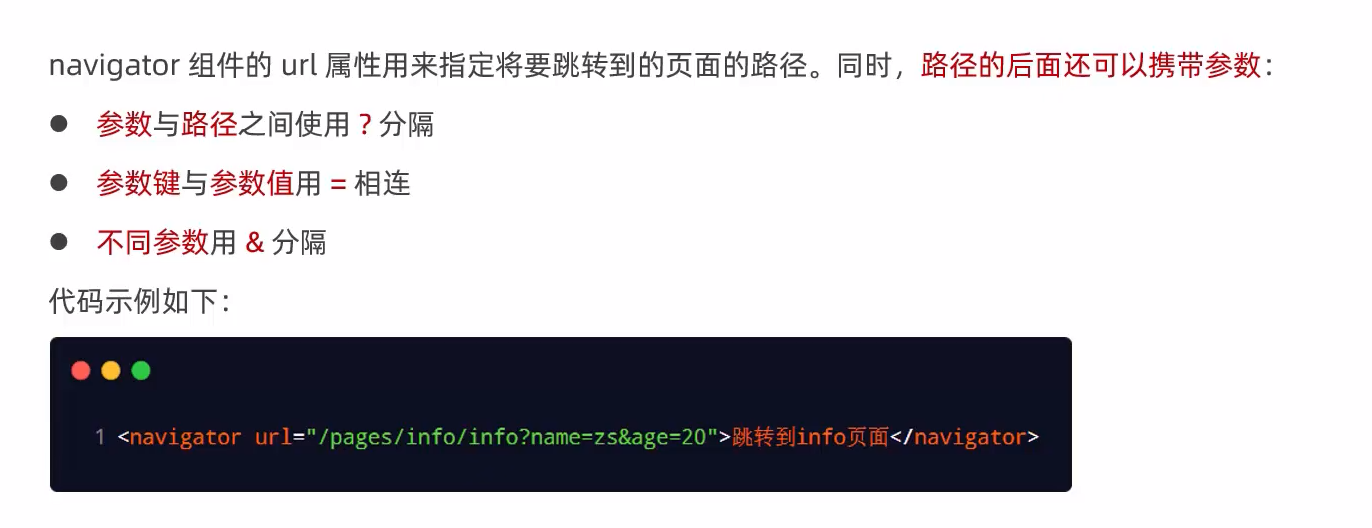 navigator 组件的 url 属性用来指定将要跳转到的页面的路径。同时，路径的后面还可以携带参数：
● 参数与路径之间使用 ? 分隔
● 参数键与参数值用 = 相连
● 不同参数用 & 分隔
代码示例如下：
1 <navigator url="/pages/info/info?name=zs&age=20">跳转到info页面</navigator>